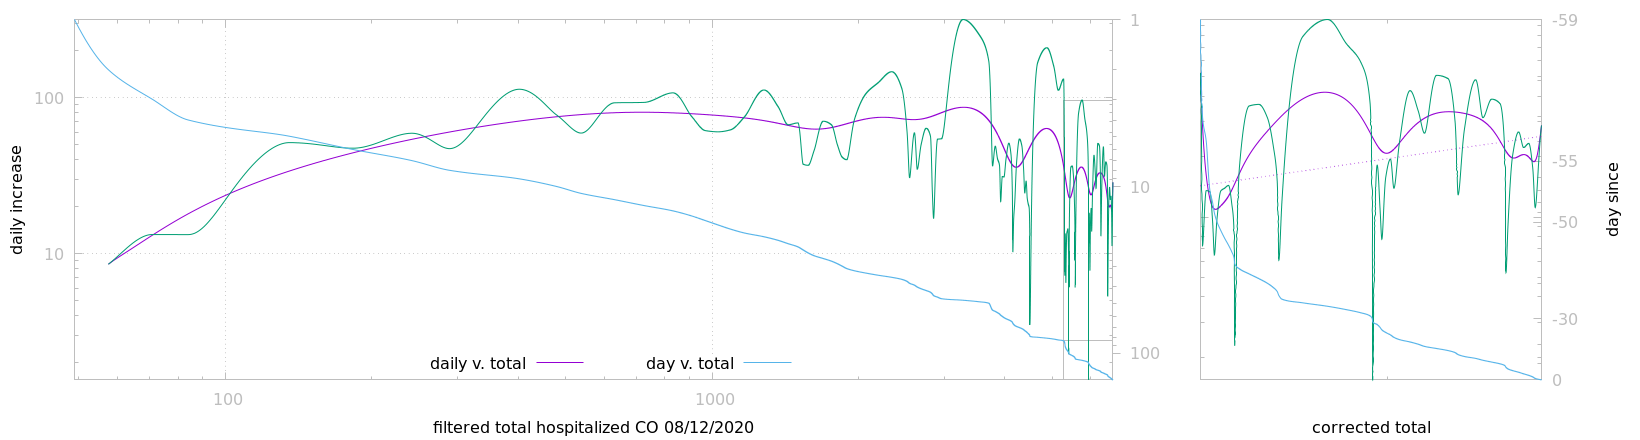 daily increase
100
10
daily v. total
day v. total
100
1000
filtered total hospitalized CO 08/12/2020
1
10
100
-59
-55
-50
-30
0
day since
corrected total